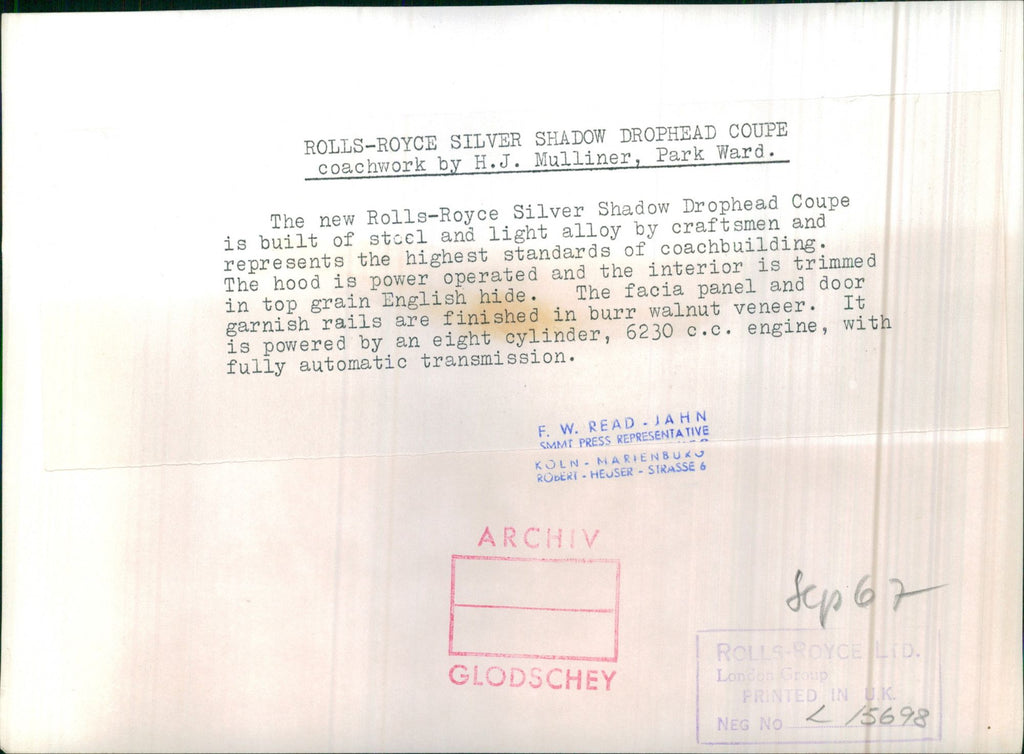 ROLLS-ROYCE SILVER SHADOW DROPHEAD COUPE
coachwork by H.J. Mulliner, Park Ward.
The new Rolls-Royce Silver Shadow Drophead Coupe
is built of steel and light alloy by craftsmen and
represents the highest standards of coachbuilding.
The hood is power operated and the interior is trimmed
in top grain English hide. The facia panel and door
garnish rails are finished in burr walnut veneer. It
is powered by an eight cylinder, 6230 c.c. engine, with
fully automatic transmission.
F. W. READ - JAHN
SMMT PRESS REPRESENTATIVE
KÖLN - MARIENBURG
ROBERT - HEUSER - STRASSE 6
ARCHIV
GLODSCHEY
Sep 67
ROLLS-ROYCE LTD.
London Group
PRINTED IN U.K.
NEG NO L 15698